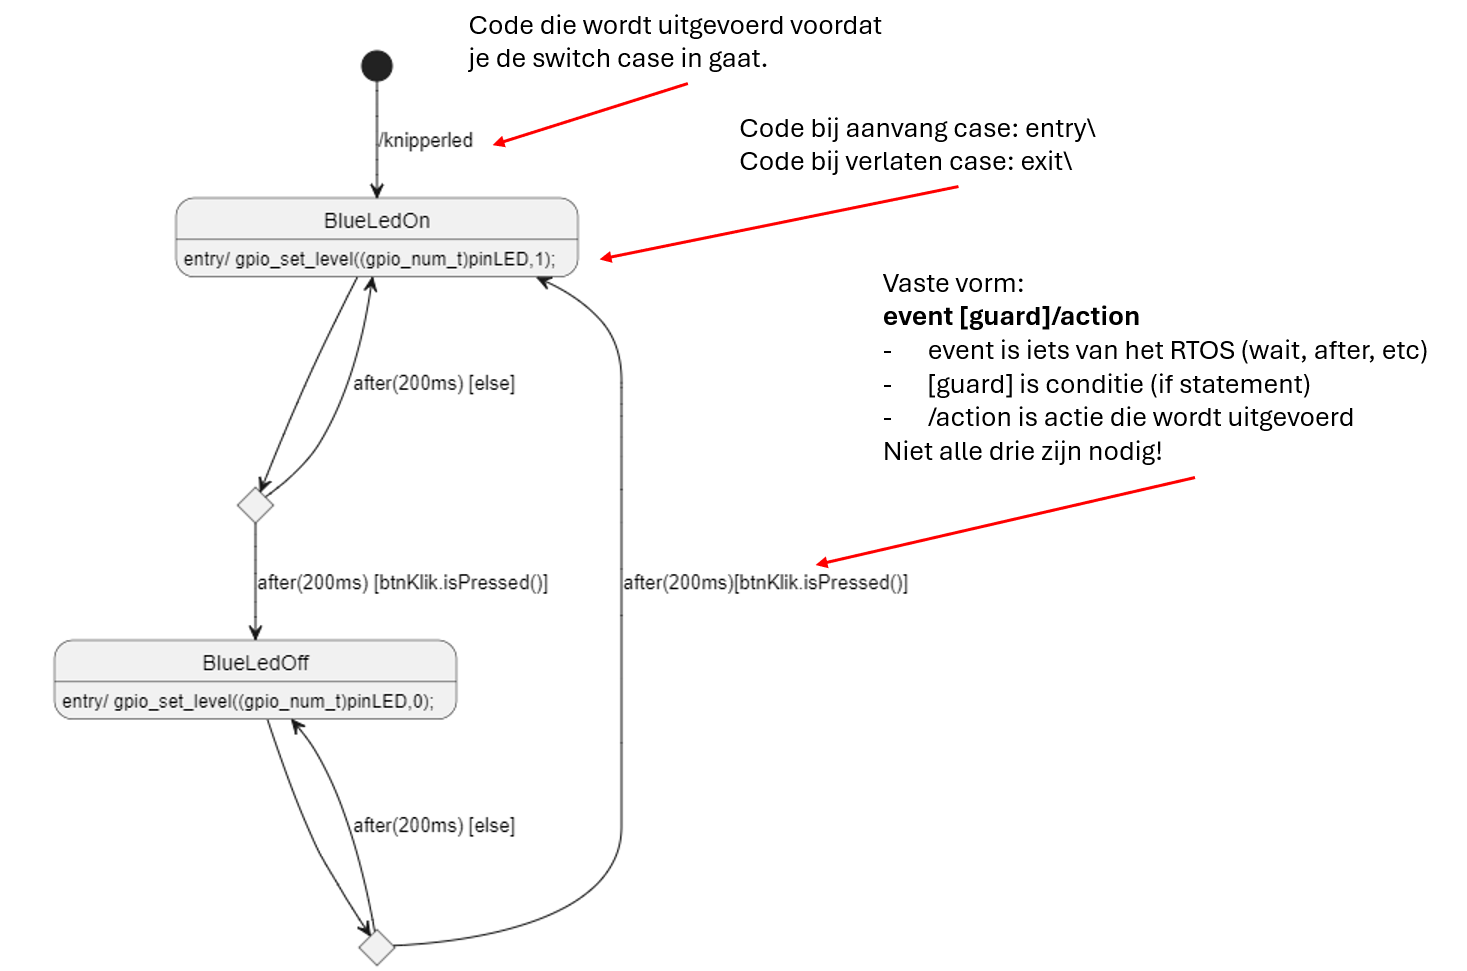 Code die wordt uitgevoerd voordat
je de switch case in gaat.
/knipperled
Code bij aanvang case: entry\
Code bij verlaten case: exit\
BlueLedOn
entry/ gpio_set_level((gpio_num_t)pinLED,1);
Vaste vorm:
event [guard]/action
- event is iets van het RTOS (wait, after, etc)
- [guard] is conditie (if statement)
- /action is actie die wordt uitgevoerd
Niet alle drie zijn nodig!
after(200ms) [else]
after(200ms) [btnKlik.isPressed()]
after(200ms)[btnKlik.isPressed()]
BlueLedOff
entry/ gpio_set_level((gpio_num_t)pinLED,0);
after(200ms) [else]